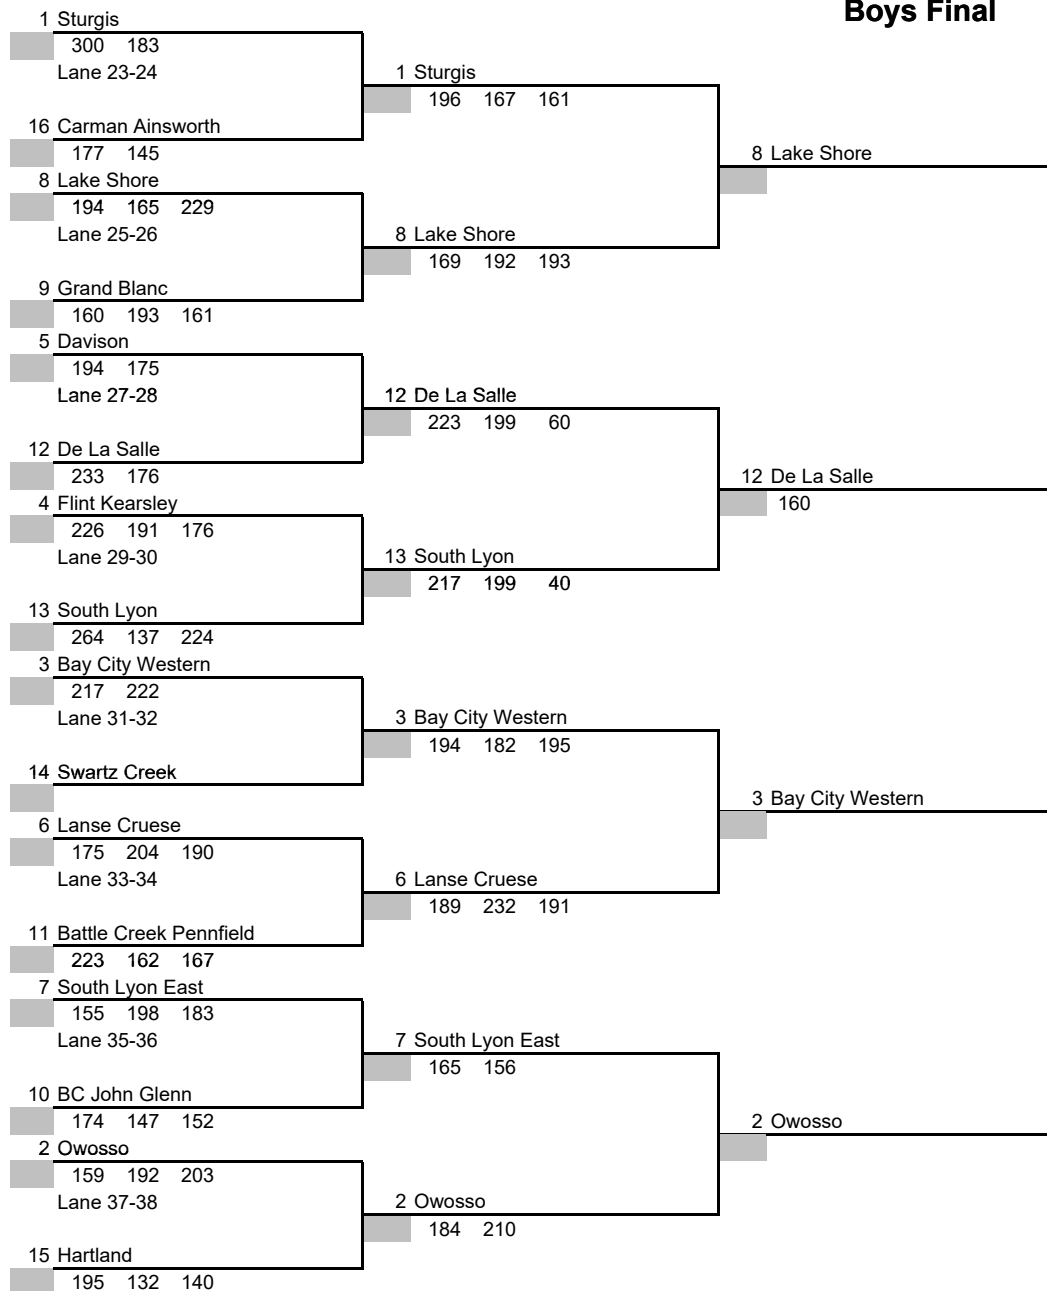 Boys Final
1 Sturgis
300 183
Lane 23-24
1 Sturgis
196 167 161
16 Carman Ainsworth
177 145
8 Lake Shore
8 Lake Shore
194 165 229
Lane 25-26
8 Lake Shore
169 192 193
9 Grand Blanc
160 193 161
5 Davison
194 175
Lane 27-28
12 De La Salle
223 199 60
12 De La Salle
233 176
12 De La Salle
160
4 Flint Kearsley
226 191 176
Lane 29-30
13 South Lyon
217 199 40
13 South Lyon
264 137 224
3 Bay City Western
217 222
Lane 31-32
3 Bay City Western
194 182 195
14 Swartz Creek
3 Bay City Western
6 Lanse Cruese
175 204 190
Lane 33-34
6 Lanse Cruese
189 232 191
11 Battle Creek Pennfield
223 162 167
7 South Lyon East
155 198 183
Lane 35-36
7 South Lyon East
165 156
10 BC John Glenn
174 147 152
2 Owosso
2 Owosso
159 192 203
Lane 37-38
2 Owosso
184 210
15 Hartland
195 132 140